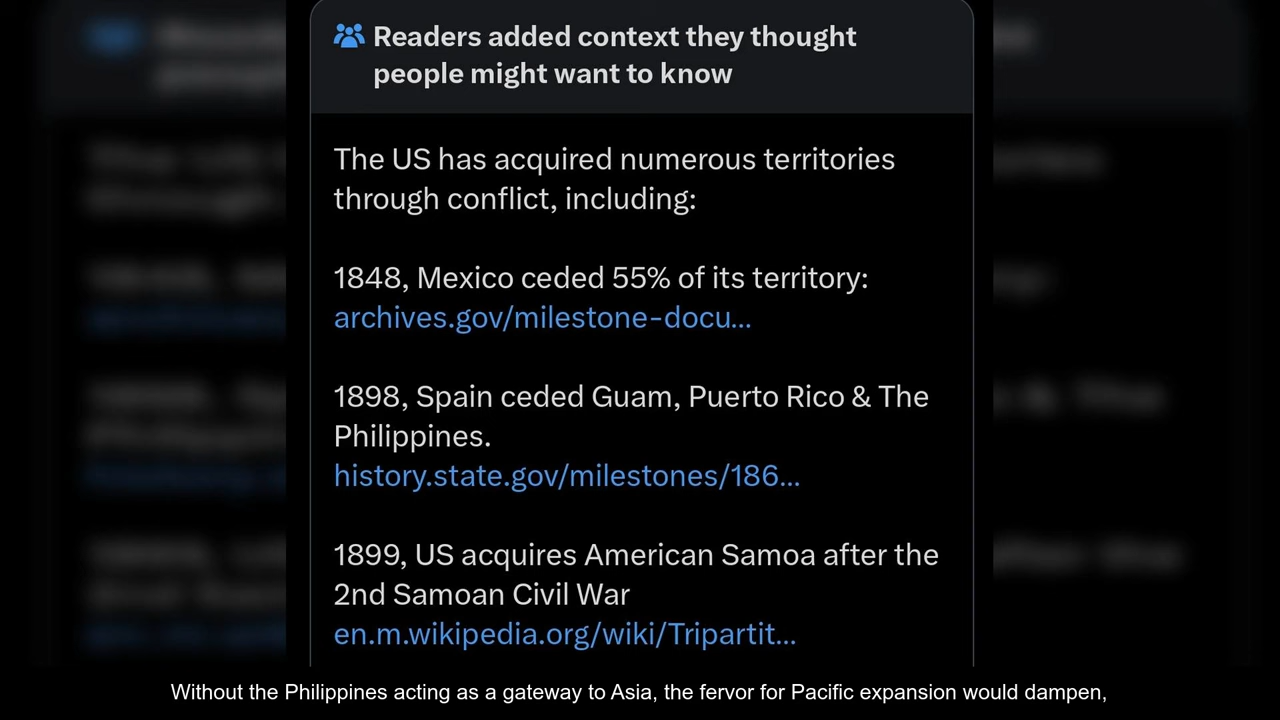 Readers added context they thought
people might want to know
The US has acquired numerous territories
through conflict, including:
1848, Mexico ceded 55% of its territory:
archives.gov/milestone-docu...
1898, Spain ceded Guam, Puerto Rico & The
Philippines.
history.state.gov/milestones/186...
1899, US acquires American Samoa after the
2nd Samoan Civil War
en.m.wikipedia.org/wiki/Tripartit...
Without the Philippines acting as a gateway to Asia, the fervor for Pacific expansion would dampen,